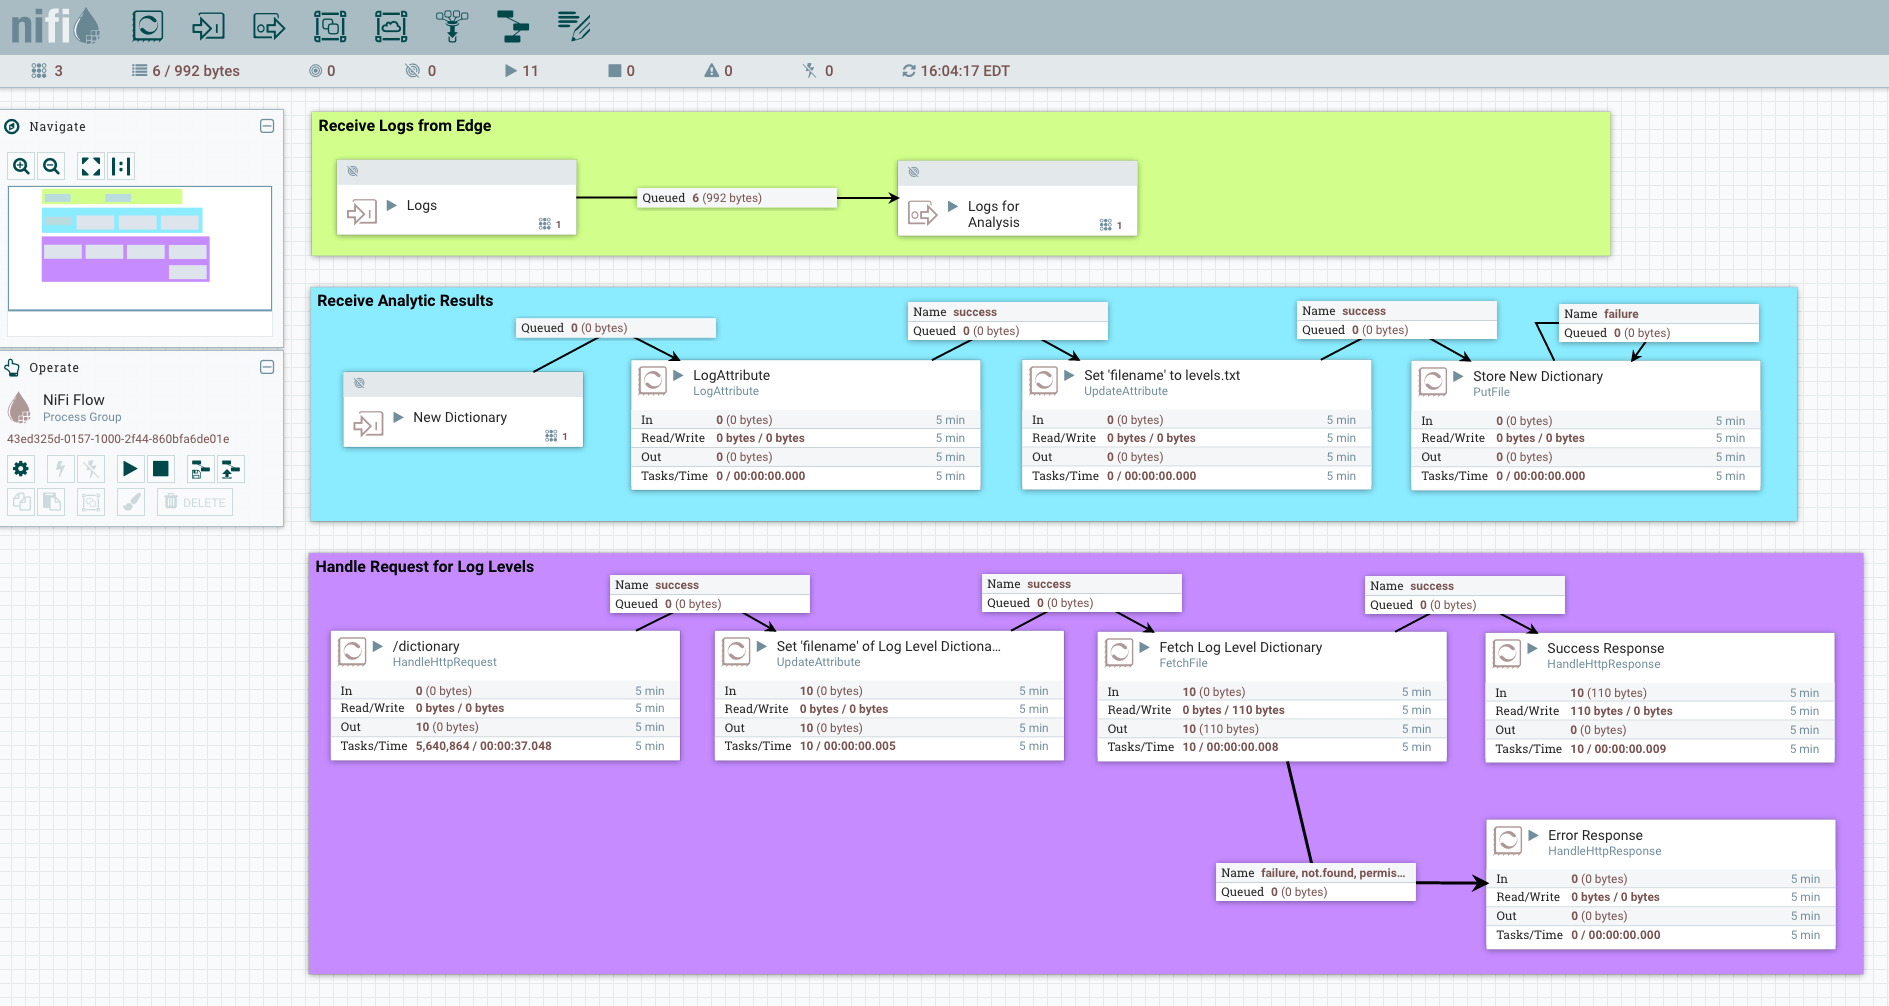 nifi
3 6 / 992 bytes 0 0 11 0 0 0 16:04:17 EDT
Navigate
Operate
NiFi Flow
Process Group
43ed325d-0157-1000-2f44-860bfa6de01e
DELETE
Receive Logs from Edge
Logs
1
Queued 6 (992 bytes)
Logs for
Analysis
1
Receive Analytic Results
Queued 0 (0 bytes)
Name success
Queued 0 (0 bytes)
Name success
Queued 0 (0 bytes)
Name failure
Queued 0 (0 bytes)
New Dictionary
1
LogAttribute
LogAttribute
In 0 (0 bytes) 5 min
Read/Write 0 bytes / 0 bytes 5 min
Out 0 (0 bytes) 5 min
Tasks/Time 0 / 00:00:00.000 5 min
Set 'filename' to levels.txt
UpdateAttribute
In 0 (0 bytes) 5 min
Read/Write 0 bytes / 0 bytes 5 min
Out 0 (0 bytes) 5 min
Tasks/Time 0 / 00:00:00.000 5 min
Store New Dictionary
PutFile
In 0 (0 bytes) 5 min
Read/Write 0 bytes / 0 bytes 5 min
Out 0 (0 bytes) 5 min
Tasks/Time 0 / 00:00:00.000 5 min
Handle Request for Log Levels
Name success
Queued 0 (0 bytes)
Name success
Queued 0 (0 bytes)
Name success
Queued 0 (0 bytes)
/dictionary
HandleHttpRequest
In 0 (0 bytes) 5 min
Read/Write 0 bytes / 0 bytes 5 min
Out 10 (0 bytes) 5 min
Tasks/Time 5,640,864 / 00:00:37.048 5 min
Set 'filename' of Log Level Dictiona...
UpdateAttribute
In 10 (0 bytes) 5 min
Read/Write 0 bytes / 0 bytes 5 min
Out 10 (0 bytes) 5 min
Tasks/Time 10 / 00:00:00.005 5 min
Fetch Log Level Dictionary
FetchFile
In 10 (0 bytes) 5 min
Read/Write 0 bytes / 110 bytes 5 min
Out 10 (110 bytes) 5 min
Tasks/Time 10 / 00:00:00.008 5 min
Success Response
HandleHttpResponse
In 10 (110 bytes) 5 min
Read/Write 110 bytes / 0 bytes 5 min
Out 0 (0 bytes) 5 min
Tasks/Time 10 / 00:00:00.009 5 min
Name failure, not.found, permis...
Queued 0 (0 bytes)
Error Response
HandleHttpResponse
In 0 (0 bytes) 5 min
Read/Write 0 bytes / 0 bytes 5 min
Out 0 (0 bytes) 5 min
Tasks/Time 0 / 00:00:00.000 5 min